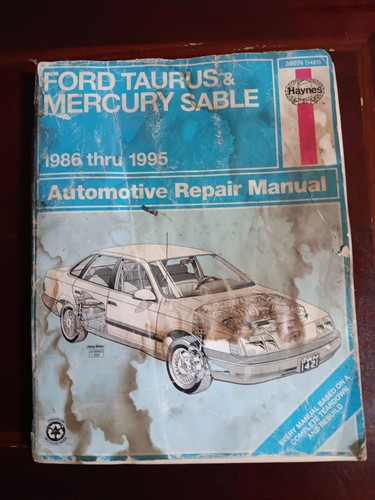 36074 (1421)
FORD TAURUS &
MERCURY SABLE
Haynes
1986 thru 1995
Automotive Repair Manual
EVERY MANUAL BASED ON A
COMPLETE TEARDOWN
AND REBUILD